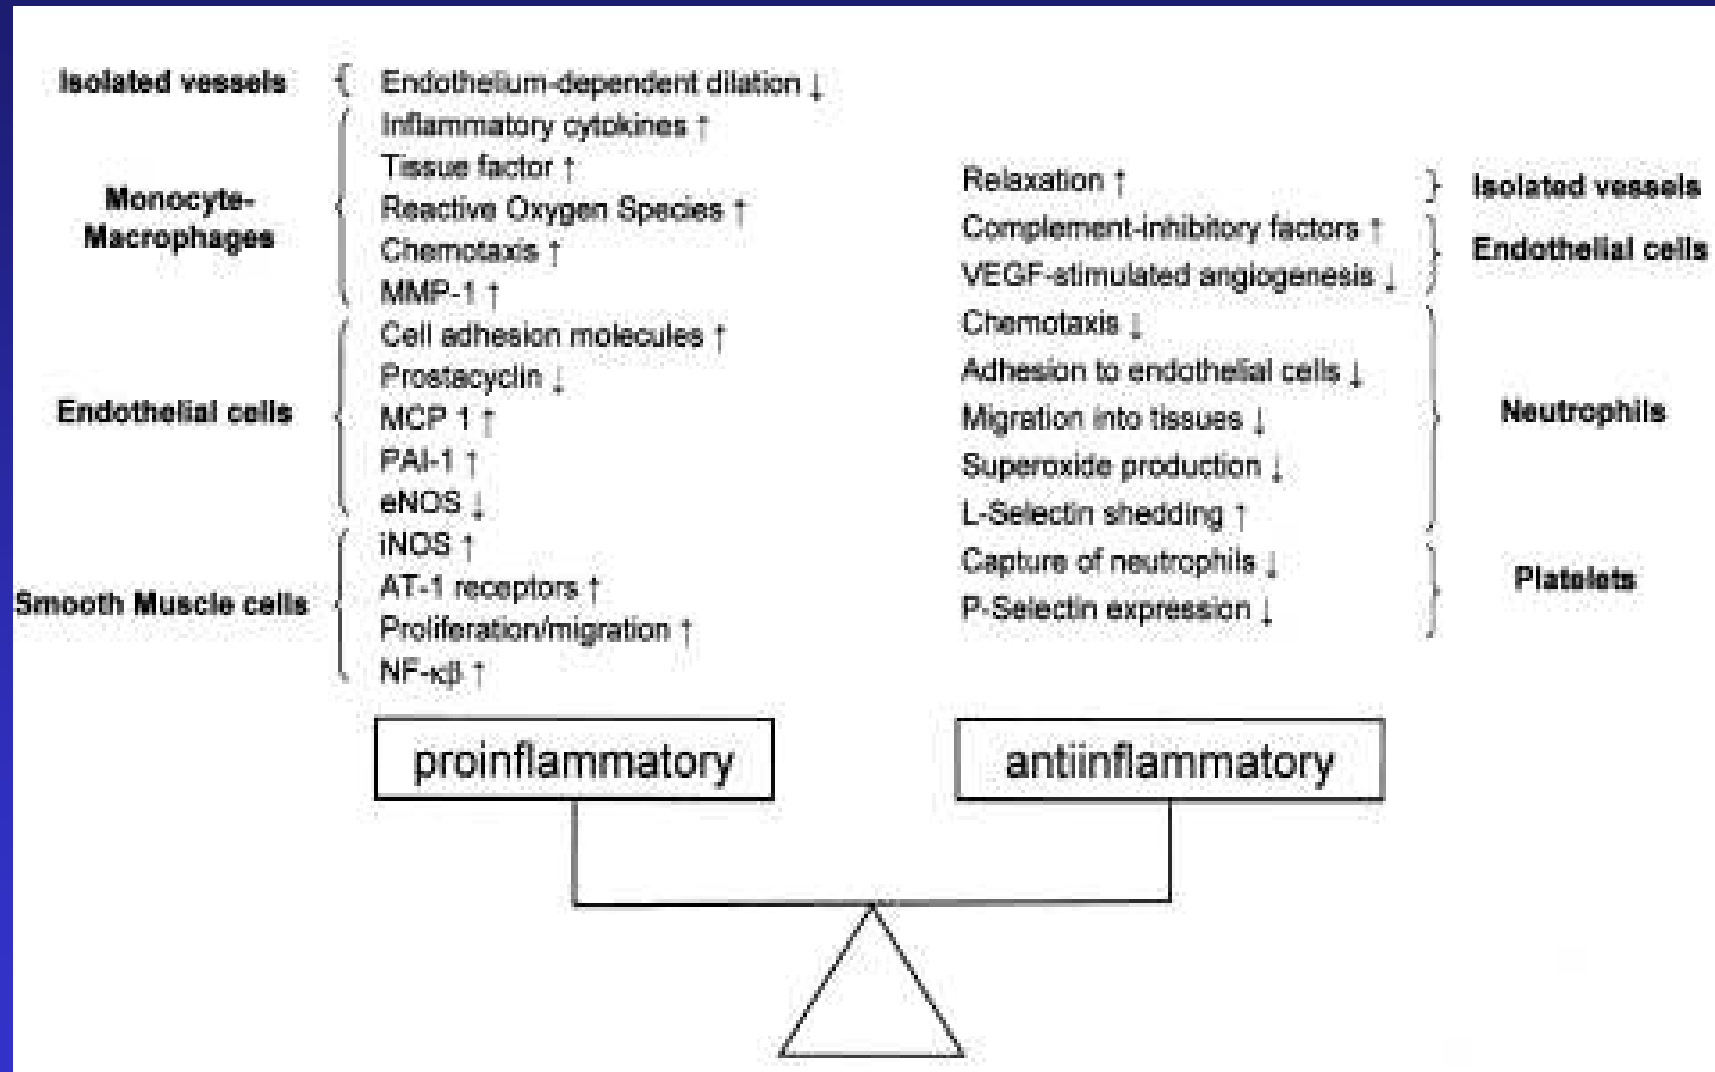 Isolated vessels { Endothelium-dependent dilation ↓
Inflammatory cytokines ↑
Tissue factor ↑
Monocyte-
Macrophages
Reactive Oxygen Species ↑
Chemotaxis ↑
MMP-1 ↑
Cell adhesion molecules ↑
Prostacyclin ↓
Endothelial cells
MCP 1 ↑
PAI-1 ↑
eNOS ↓
iNOS ↑
AT-1 receptors ↑
Smooth Muscle cells
Proliferation/migration ↑
NF-κβ ↑
Relaxation ↑ } Isolated vessels
Complement-inhibitory factors ↑
Endothelial cells
VEGF-stimulated angiogenesis ↓
Chemotaxis ↓
Adhesion to endothelial cells ↓
Migration into tissues ↓
Neutrophils
Superoxide production ↓
L-Selectin shedding ↑
Capture of neutrophils ↓
Platelets
P-Selectin expression ↓
proinflammatory
antiinflammatory